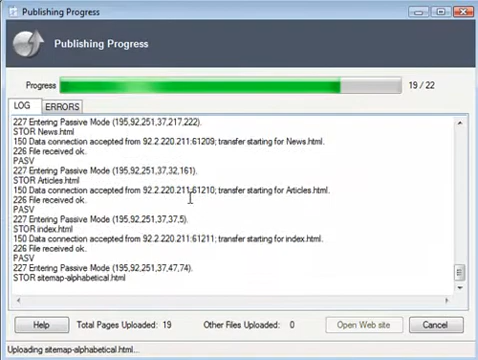 Publishing Progress
Publishing Progress
Progress
19 / 22
LOG
ERRORS
227 Entering Passive Mode (195,92,251,37,217,222).
STOR News.html
150 Data connection accepted from 92.2.220.211:61209; transfer starting for News.html.
226 File received ok.
PASV
227 Entering Passive Mode (195,92,251,37,32,161).
STOR Articles.html
150 Data connection accepted from 92.2.220.211:61210; transfer starting for Articles.html.
226 File received ok.
PASV
227 Entering Passive Mode (195,92,251,37,37,5).
STOR index.html
150 Data connection accepted from 92.2.220.211:61211; transfer starting for index.html.
226 File received ok.
PASV
227 Entering Passive Mode (195,92,251,37,47,74).
STOR sitemap-alphabetical.html
Help
Total Pages Uploaded: 19
Other Files Uploaded: 0
Open Web site
Cancel
Uploading sitemap-alphabetical.html...